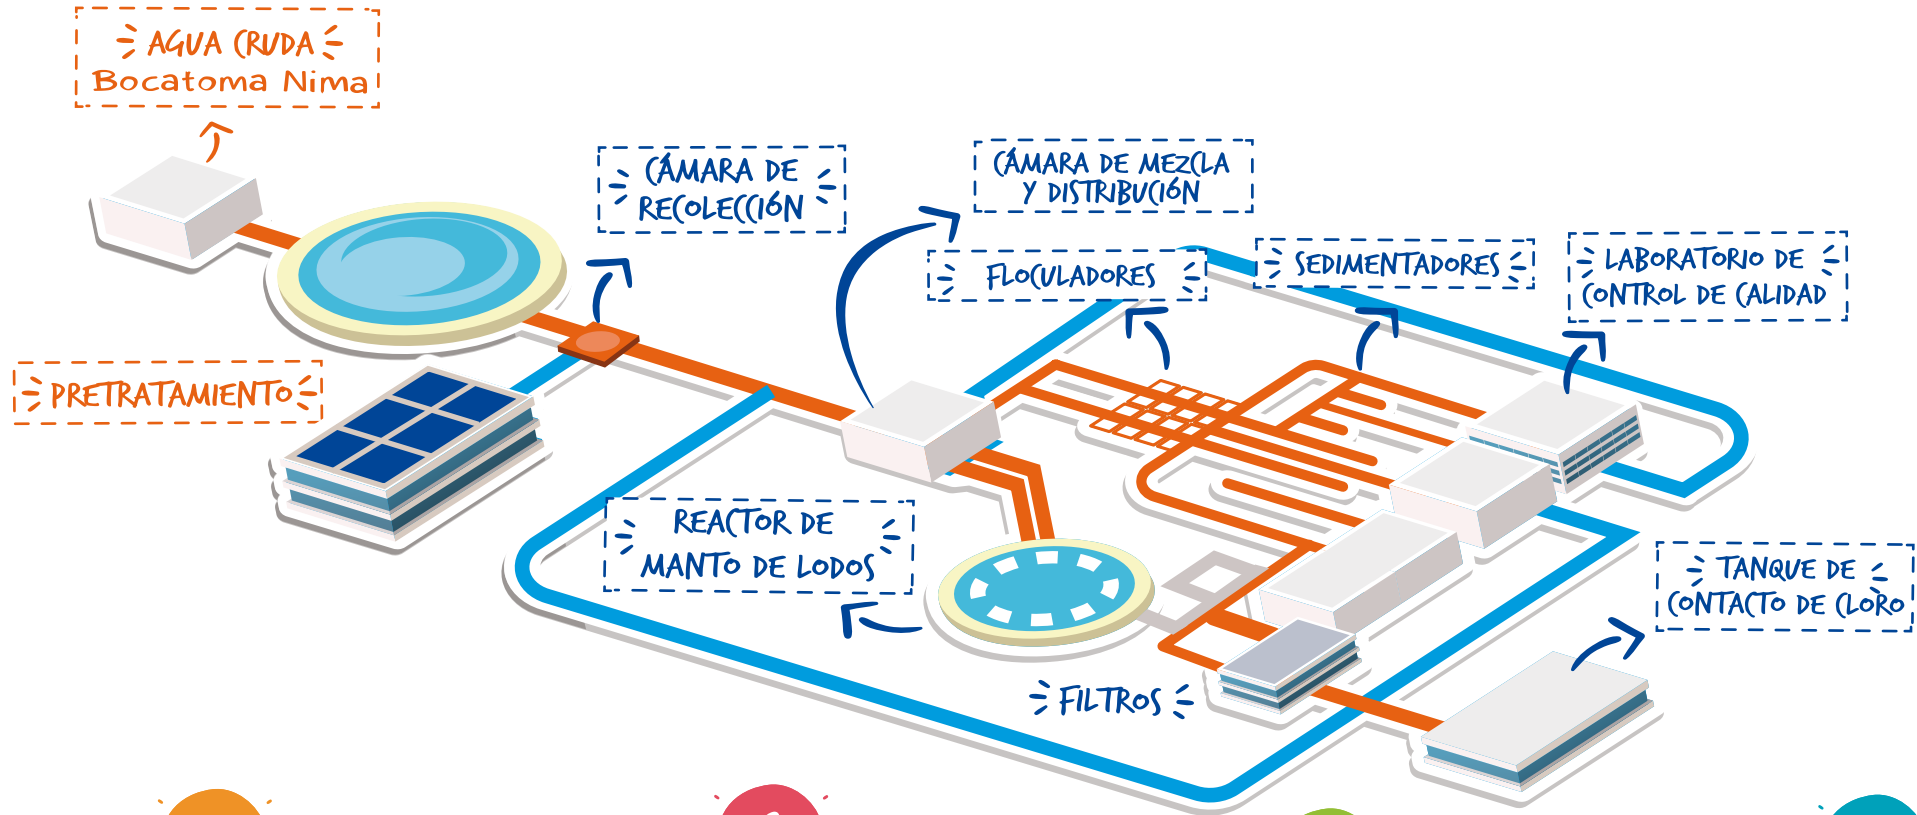 AGUA CRUDA
Bocatoma Nima
CÁMARA DE
RECOLECCIÓN
CÁMARA DE MEZCLA
Y DISTRIBUCIÓN
FLOCULADORES
SEDIMENTADORES
LABORATORIO DE
CONTROL DE CALIDAD
PRETRATAMIENTO
REACTOR DE
MANTO DE LODOS
TANQUE DE
CONTACTO DE CLORO
FILTROS